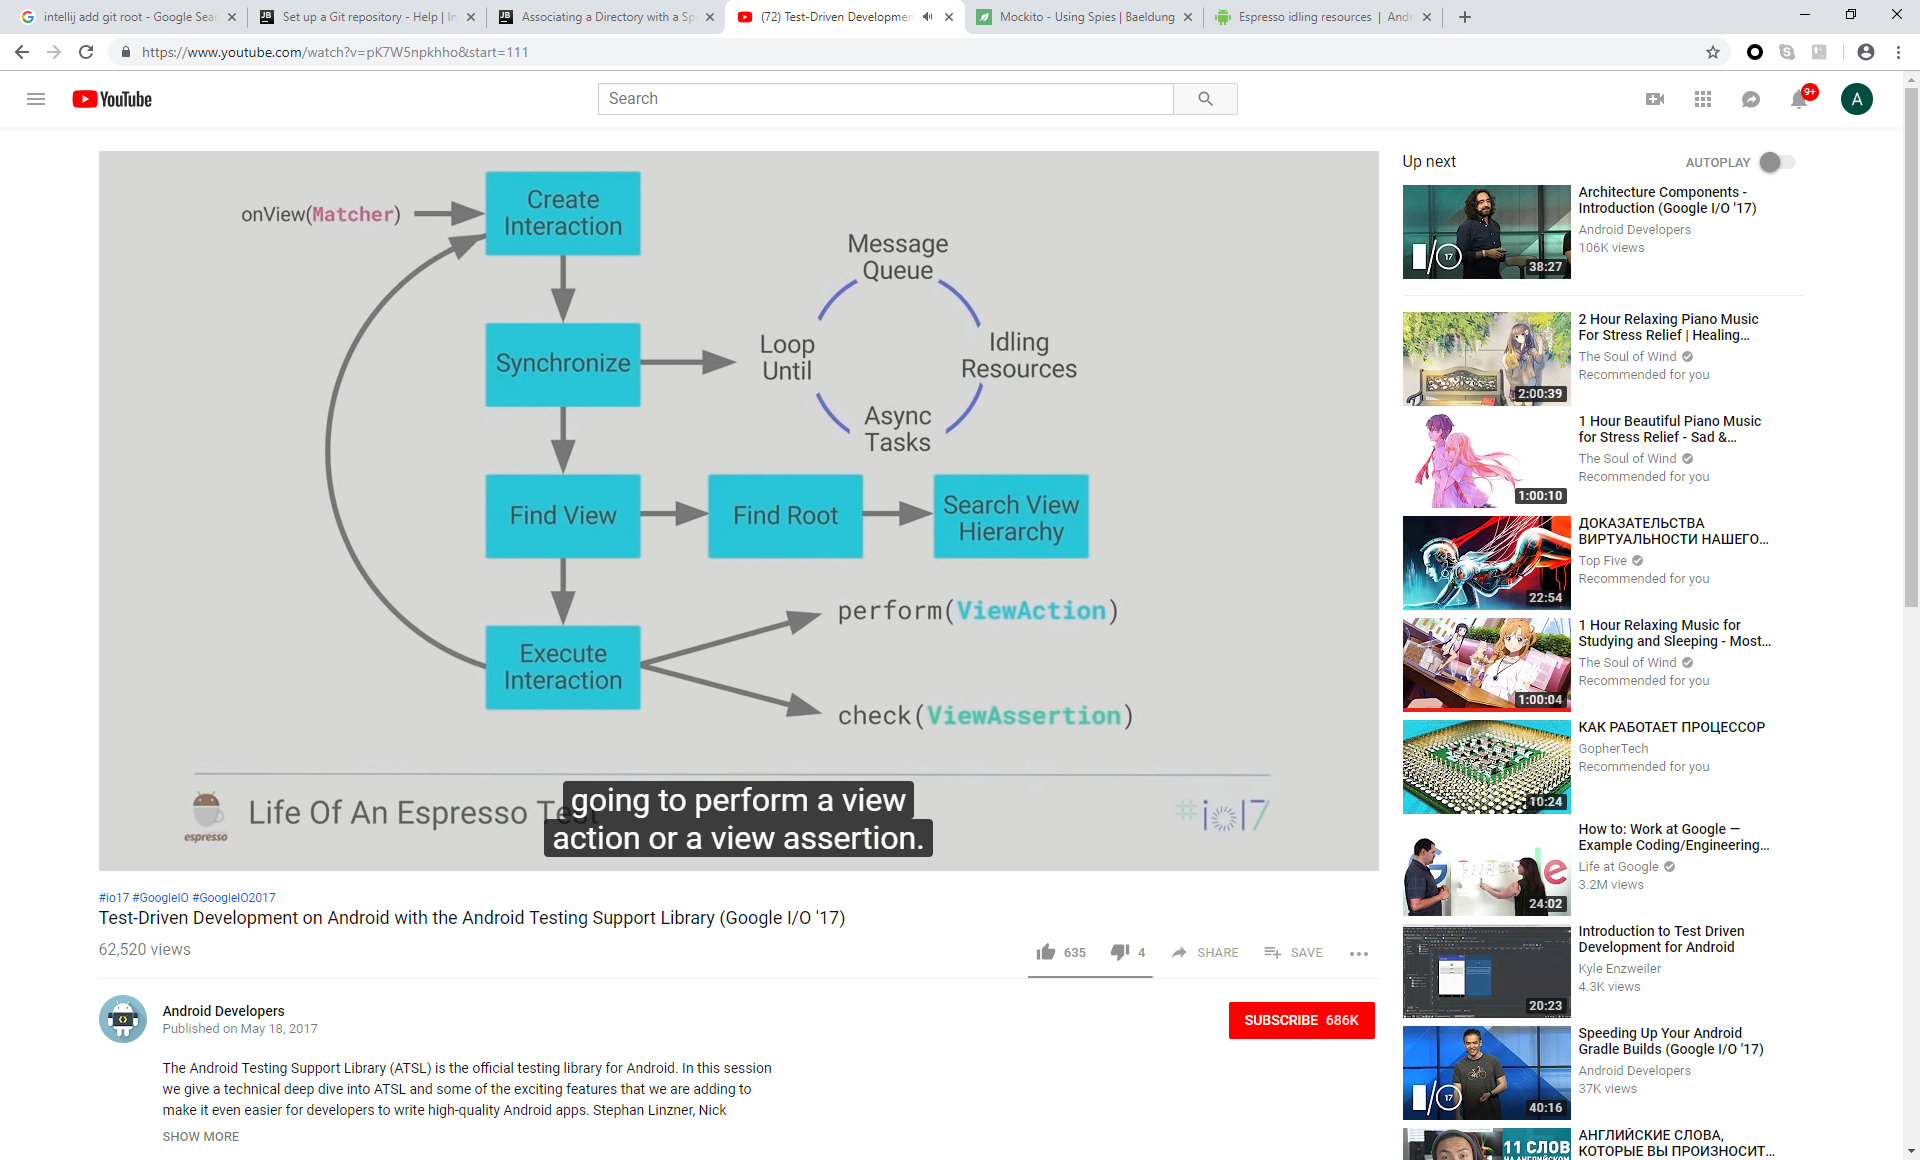 intellij add git root - Google Sear
Set up a Git repository - Help | In
Associating a Directory with a Sp
(72) Test-Driven Developmen
Mockito - Using Spies | Baeldung
Espresso idling resources | Andr
https://www.youtube.com/watch?v=pK7W5npkhho&start=111
YouTube
Search
9+
A
onView(Matcher)
Create
Interaction
Message
Queue
Synchronize
Loop
Until
Idling
Resources
Async
Tasks
Find View
Find Root
Search View
Hierarchy
Execute
Interaction
perform(ViewAction)
check(ViewAssertion)
espresso
Life Of An Espresso Test
#io17
going to perform a view
action or a view assertion.
#io17 #GoogleIO #GoogleIO2017
Test-Driven Development on Android with the Android Testing Support Library (Google I/O '17)
62,520 views
635
4
SHARE
SAVE
Android Developers
Published on May 18, 2017
SUBSCRIBE 686K
The Android Testing Support Library (ATSL) is the official testing library for Android. In this session
we give a technical deep dive into ATSL and some of the exciting features that we are adding to
make it even easier for developers to write high-quality Android apps. Stephan Linzner, Nick
SHOW MORE
Up next
AUTOPLAY
17
38:27
Architecture Components -
Introduction (Google I/O '17)
Android Developers
106K views
2:00:39
2 Hour Relaxing Piano Music
For Stress Relief | Healing...
The Soul of Wind
Recommended for you
1:00:10
1 Hour Beautiful Piano Music
for Stress Relief - Sad &...
The Soul of Wind
Recommended for you
22:54
ДОКАЗАТЕЛЬСТВА
ВИРТУАЛЬНОСТИ НАШЕГО...
Top Five
Recommended for you
1:00:04
1 Hour Relaxing Music for
Studying and Sleeping - Most...
The Soul of Wind
Recommended for you
10:24
КАК РАБОТАЕТ ПРОЦЕССОР
GopherTech
Recommended for you
24:02
How to: Work at Google —
Example Coding/Engineering...
Life at Google
3.2M views
20:23
Introduction to Test Driven
Development for Android
Kyle Enzweiler
4.3K views
17
40:16
Speeding Up Your Android
Gradle Builds (Google I/O '17)
Android Developers
37K views
11 СЛОВ
АНГЛИЙСКИЕ СЛОВА,
КОТОРЫЕ ВЫ ПРОИЗНОСИТ...